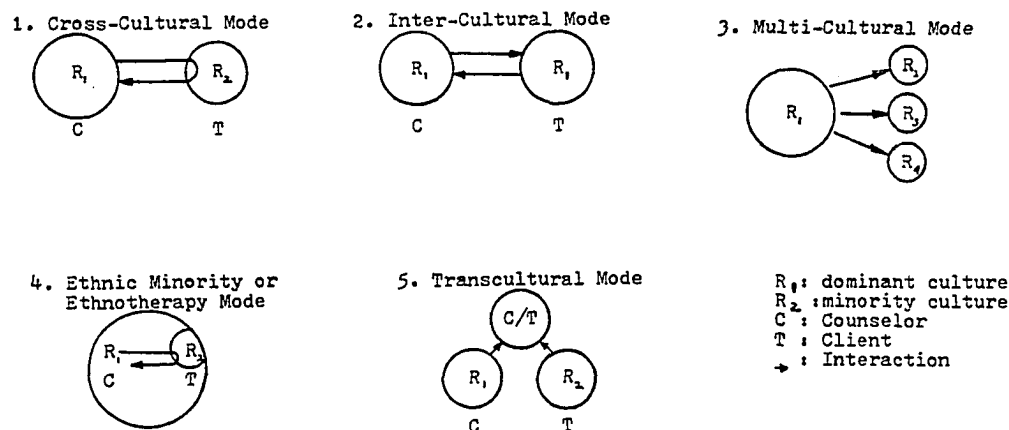 1. Cross-Cultural Mode
R₁ R₂
C T
2. Inter-Cultural Mode
R₁ R₁
C T
3. Multi-Cultural Mode
R₁
R₂
R₃
R₄
4. Ethnic Minority or
Ethnotherapy Mode
R₁ R₂
C T
5. Transcultural Mode
C/T
R₁ R₂
C T
R₁: dominant culture
R₂: minority culture
C : Counselor
T : Client
→ : Interaction